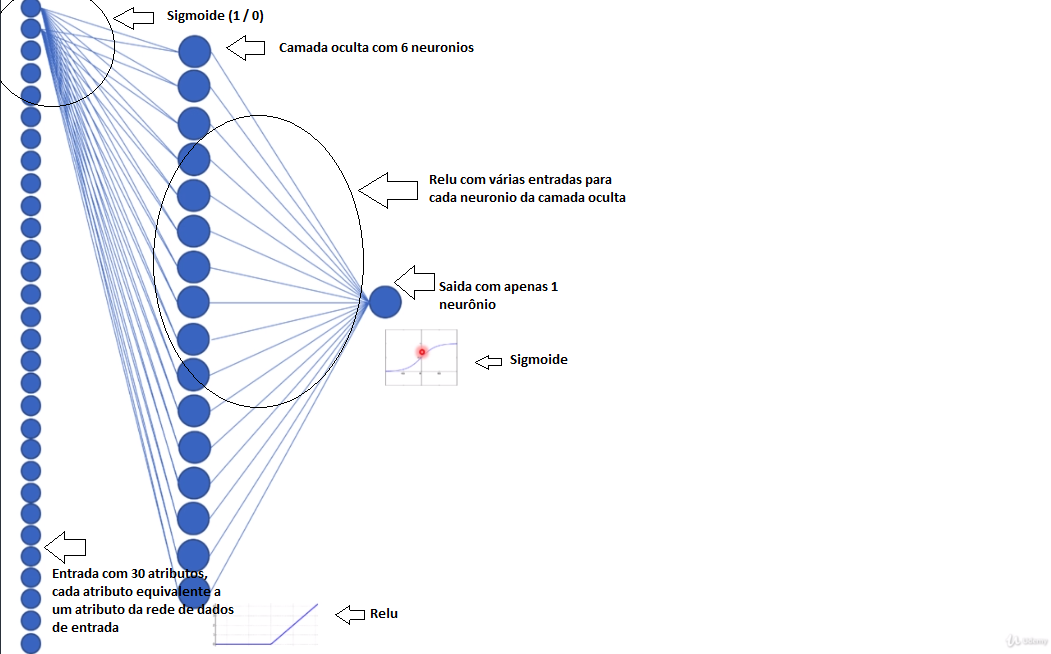 Sigmoide (1 / 0)
Camada oculta com 6 neuronios
Relu com várias entradas para
cada neuronio da camada oculta
Saida com apenas 1
neurônio
Sigmoide
Entrada com 30 atributos,
cada atributo equivalente a
um atributo da rede de dados
de entrada
Relu
Udemy